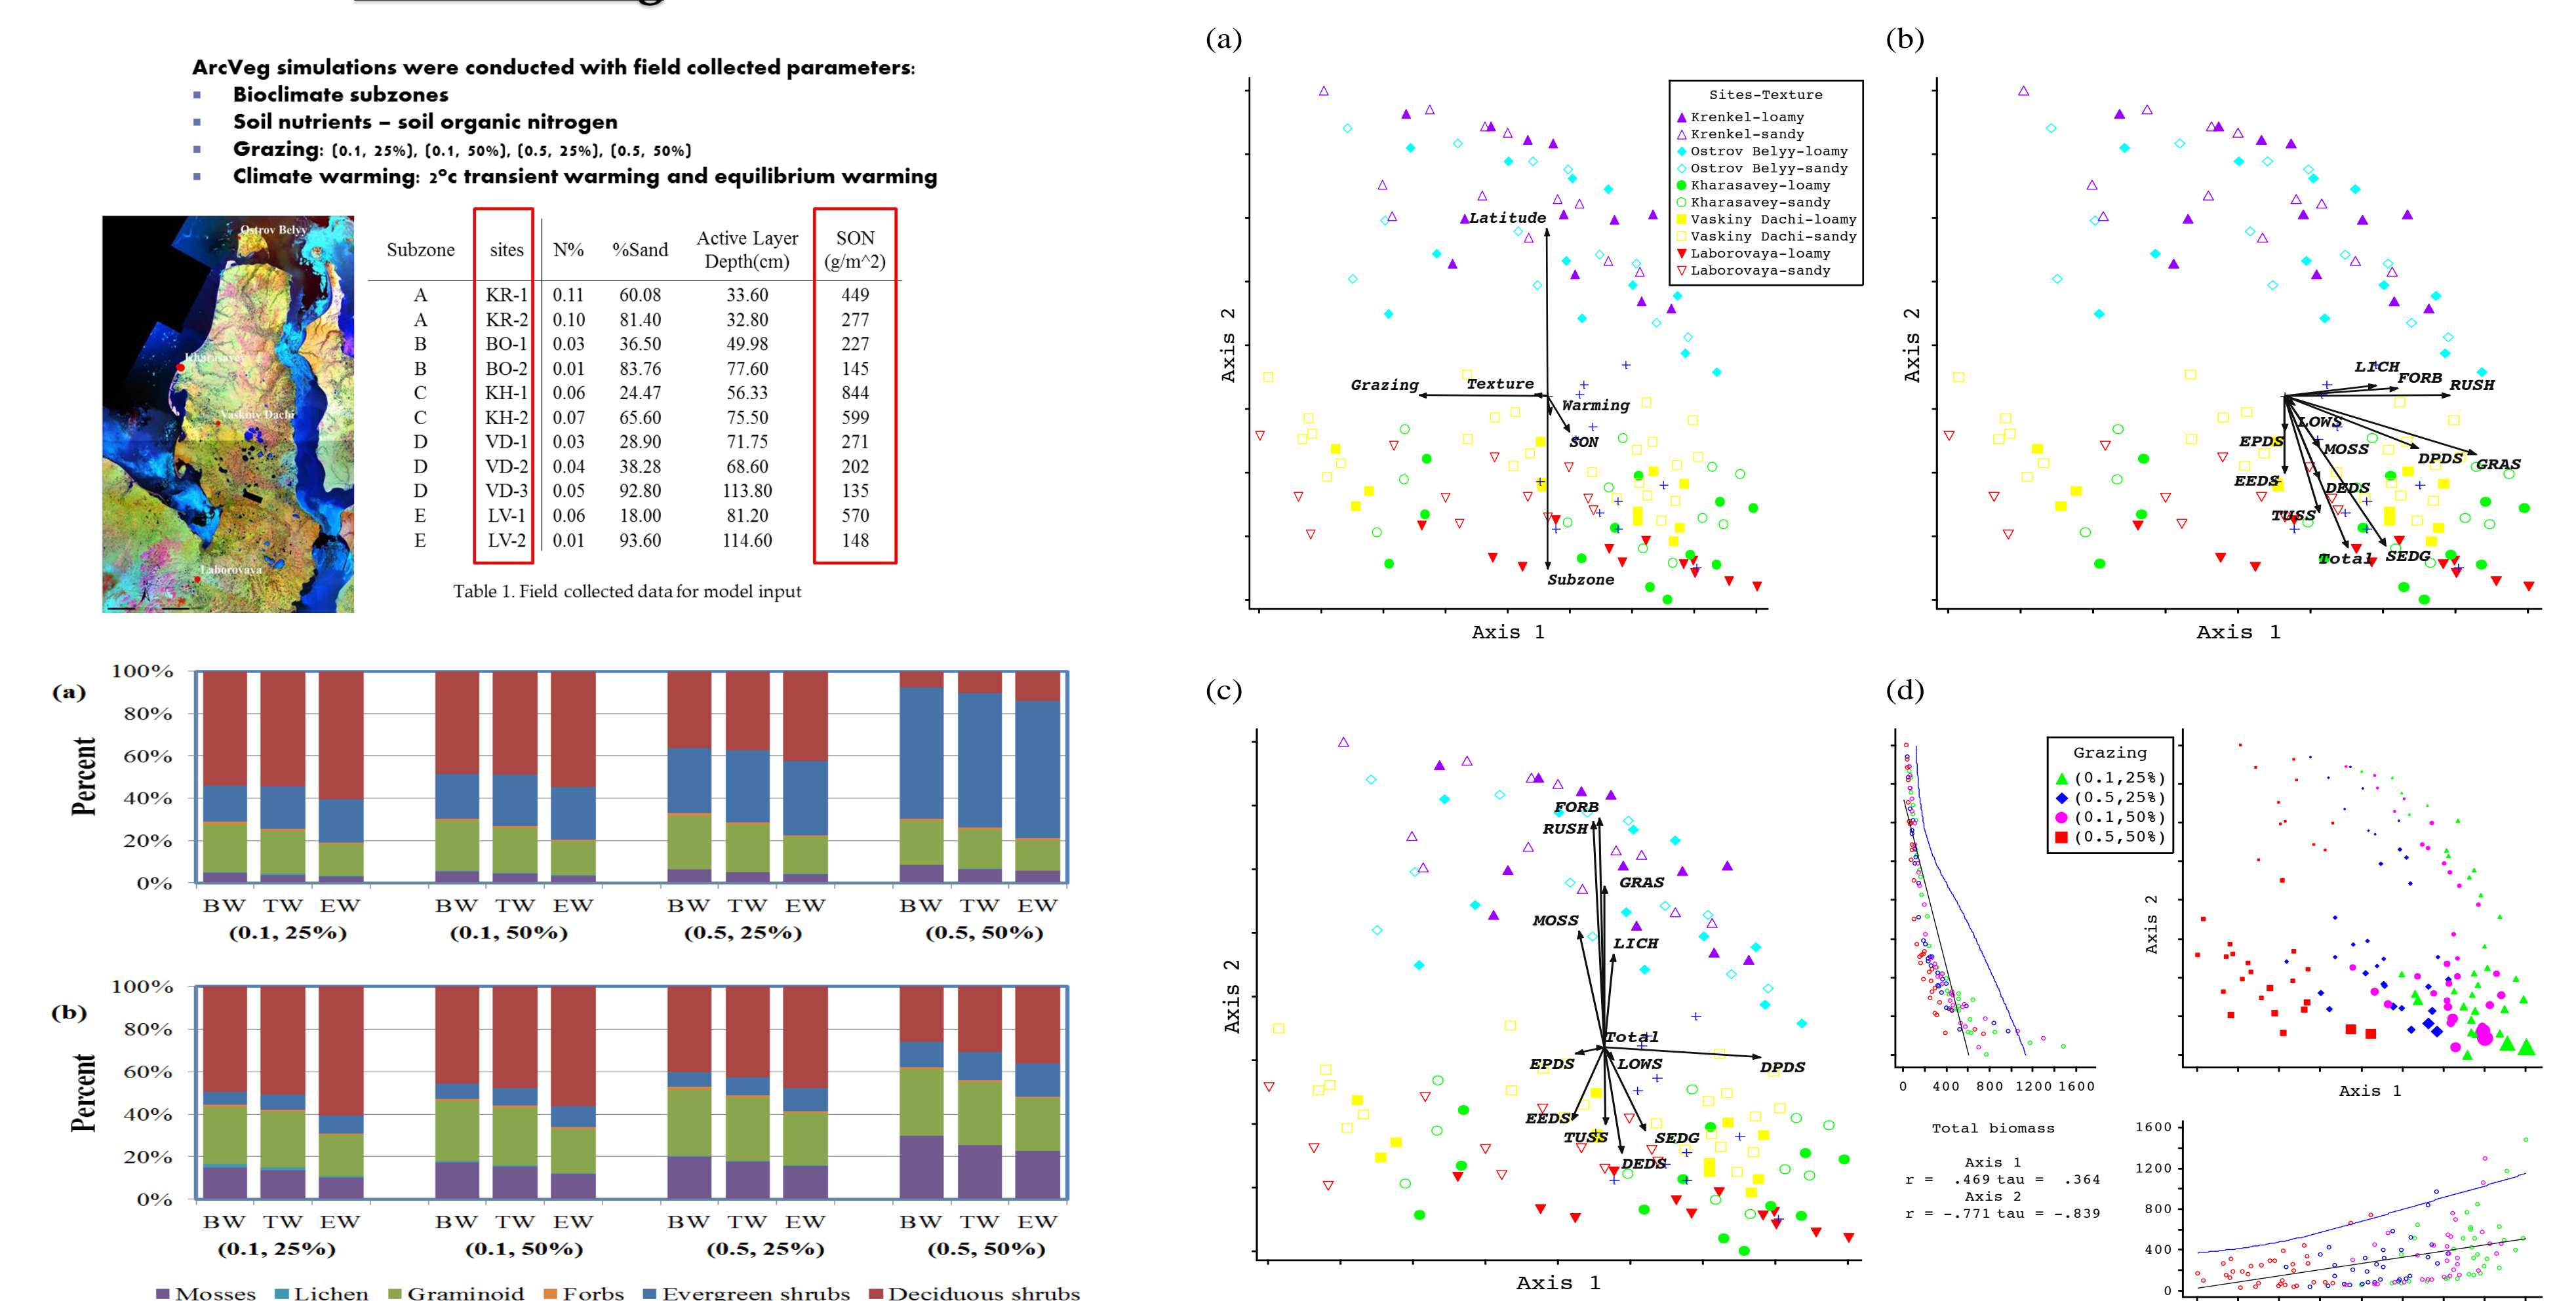 ArcVeg simulations were conducted with field collected parameters:
▪ Bioclimate subzones
▪ Soil nutrients – soil organic nitrogen
▪ Grazing: (0.1, 25%), (0.1, 50%), (0.5, 25%), (0.5, 50%)
▪ Climate warming: 2°c transient warming and equilibrium warming
Ostrov Belyy
Kharasavey
Vaskiny Dachi
Laborovaya
Subzone sites N% %Sand Active Layer Depth(cm) SON (g/m^2)
A KR-1 0.11 60.08 33.60 449
A KR-2 0.10 81.40 32.80 277
B BO-1 0.03 36.50 49.98 227
B BO-2 0.01 83.76 77.60 145
C KH-1 0.06 24.47 56.33 844
C KH-2 0.07 65.60 75.50 599
D VD-1 0.03 28.90 71.75 271
D VD-2 0.04 38.28 68.60 202
D VD-3 0.05 92.80 113.80 135
E LV-1 0.06 18.00 81.20 570
E LV-2 0.01 93.60 114.60 148
Table 1. Field collected data for model input
(a)
Percent
100%
80%
60%
40%
20%
0%
BW TW EW BW TW EW BW TW EW BW TW EW
(0.1, 25%) (0.1, 50%) (0.5, 25%) (0.5, 50%)
(b)
Percent
100%
80%
60%
40%
20%
0%
BW TW EW BW TW EW BW TW EW BW TW EW
(0.1, 25%) (0.1, 50%) (0.5, 25%) (0.5, 50%)
Mosses Lichen Graminoid Forbs Evergreen shrubs Deciduous shrubs
(a)
Sites-Texture
Krenkel-loamy
Krenkel-sandy
Ostrov Belyy-loamy
Ostrov Belyy-sandy
Kharasavey-loamy
Kharasavey-sandy
Vaskiny Dachi-loamy
Vaskiny Dachi-sandy
Laborovaya-loamy
Laborovaya-sandy
Latitude
Grazing
Texture
Warming
SON
Subzone
Axis 2
Axis 1
(b)
LICH
FORB
RUSH
LOWS
EPDS
MOSS
DPDS
GRAS
EEDS
DEDS
TUSS
Total
SEDG
Axis 2
Axis 1
(c)
FORB
RUSH
GRAS
MOSS
LICH
Total
EPDS
LOWS
DPDS
EEDS
TUSS
SEDG
DEDS
Axis 2
Axis 1
(d)
Grazing
(0.1,25%)
(0.5,25%)
(0.1,50%)
(0.5,50%)
Axis 2
0 400 800 1200 1600
Axis 1
Total biomass
Axis 1
r = .469 tau = .364
Axis 2
r = -.771 tau = -.839
1600
1200
800
400
0